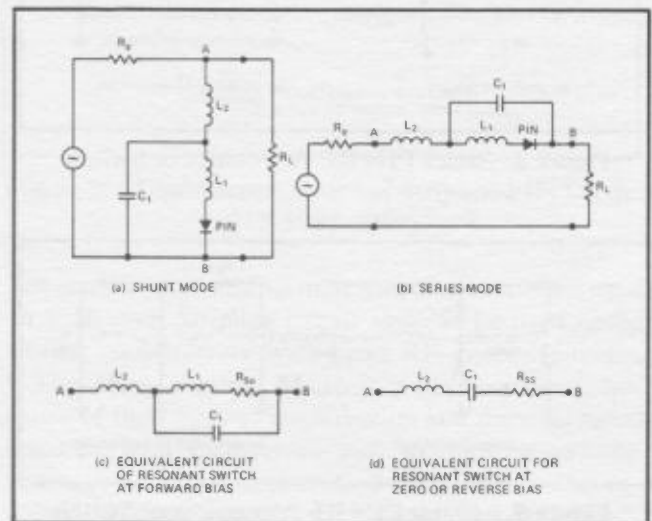 Rg
A
L2
L1
C1
RL
PIN
B
(a) SHUNT MODE
C1
Rg
A
L2
L1
PIN
B
RL
(b) SERIES MODE
A
L2
L1
RSp
B
C1
(c) EQUIVALENT CIRCUIT
OF RESONANT SWITCH
AT FORWARD BIAS
A
L2
C1
RSS
B
(d) EQUIVALENT CIRCUIT FOR
RESONANT SWITCH AT
ZERO OR REVERSE BIAS